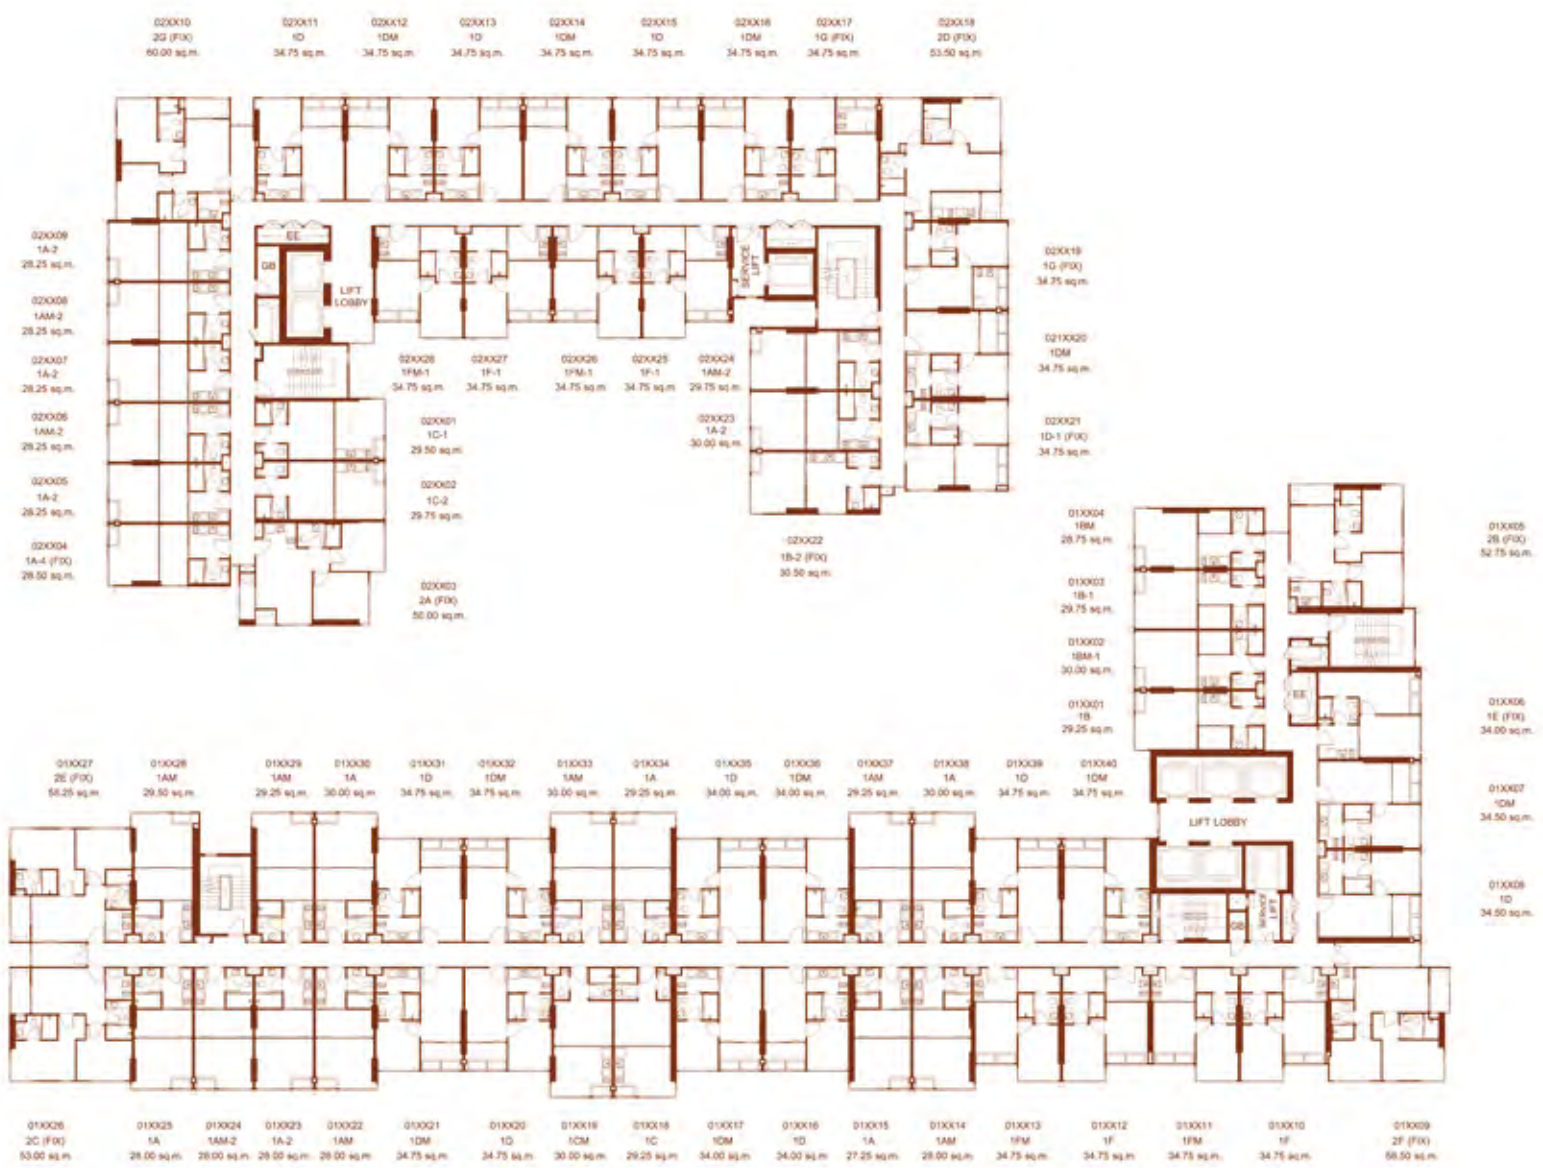 02XX10
2G (FIX)
60.00 sq.m.
02XX11
1D
34.75 sq.m.
02XX12
1DM
34.75 sq.m.
02XX13
1D
34.75 sq.m.
02XX14
1DM
34.75 sq.m.
02XX15
1D
34.75 sq.m.
02XX16
1DM
34.75 sq.m.
02XX17
1G (FIX)
34.75 sq.m.
02XX18
2D (FIX)
53.50 sq.m.
02XX09
1A-2
28.25 sq.m.
02XX08
1AM-2
28.25 sq.m.
02XX07
1A-2
28.25 sq.m.
02XX06
1AM-2
28.25 sq.m.
02XX05
1A-2
28.25 sq.m.
02XX04
1A-4 (FIX)
28.50 sq.m.
EE
GB
LIFT
LOBBY
SERVICE
LIFT
02XX28
1FM-1
34.75 sq.m.
02XX27
1F-1
34.75 sq.m.
02XX26
1FM-1
34.75 sq.m.
02XX25
1F-1
34.75 sq.m.
02XX24
1AM-2
29.75 sq.m.
02XX23
1A-2
30.00 sq.m.
02XX01
1C-1
29.50 sq.m.
02XX02
1C-2
29.75 sq.m.
02XX03
2A (FIX)
50.00 sq.m.
02XX22
1B-2 (FIX)
30.50 sq.m.
02XX19
1G (FIX)
34.75 sq.m.
021XX20
1DM
34.75 sq.m.
02XX21
1D-1 (FIX)
34.75 sq.m.
01XX04
1BM
28.75 sq.m.
01XX03
1B-1
29.75 sq.m.
01XX02
1BM-1
30.00 sq.m.
01XX01
1B
29.25 sq.m.
01XX05
2B (FIX)
52.75 sq.m.
EE
01XX06
1E (FIX)
34.00 sq.m.
01XX07
1DM
34.50 sq.m.
01XX08
1D
34.50 sq.m.
LIFT LOBBY
GB
SERVICE
LIFT
01XX27
2E (FIX)
01XX28
1AM
29.50 sq.m.
01XX29
1AM
29.25 sq.m.
01XX30
1A
30.00 sq.m.
01XX31
1D
34.75 sq.m.
01XX32
1DM
34.75 sq.m.
01XX33
1AM
30.00 sq.m.
01XX34
1A
29.25 sq.m.
01XX35
1D
34.00 sq.m.
01XX36
1DM
34.00 sq.m.
01XX37
1AM
29.25 sq.m.
01XX38
1A
30.00 sq.m.
01XX39
1D
34.75 sq.m.
01XX40
1DM
34.75 sq.m.
01XX26
2C (FIX)
53.00 sq.m.
01XX25
1A
28.00 sq.m.
01XX24
1AM-2
28.00 sq.m.
01XX23
1A-2
28.00 sq.m.
01XX22
1AM
28.00 sq.m.
01XX21
1DM
34.75 sq.m.
01XX20
1D
34.75 sq.m.
01XX19
1CM
30.00 sq.m.
01XX18
1C
29.25 sq.m.
01XX17
1DM
34.00 sq.m.
01XX16
1D
34.00 sq.m.
01XX15
1A
27.25 sq.m.
01XX14
1AM
28.00 sq.m.
01XX13
1FM
34.75 sq.m.
01XX12
1F
34.75 sq.m.
01XX11
1FM
34.75 sq.m.
01XX10
1F
34.75 sq.m.
01XX09
2F (FIX)
58.50 sq.m.